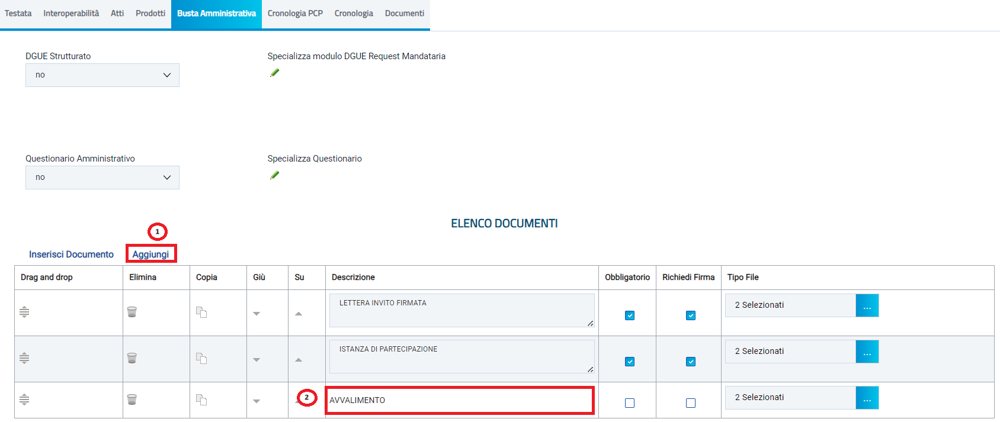 Testata Interoperabilità Atti Prodotti Busta Amministrativa Cronologia PCP Cronologia Documenti
DGUE Strutturato Specializza modulo DGUE Request Mandataria
no
Questionario Amministrativo Specializza Questionario
no
ELENCO DOCUMENTI
1
Inserisci Documento Aggiungi
Drag and drop Elimina Copia Giù Su Descrizione Obbligatorio Richiedi Firma Tipo File
LETTERA INVITO FIRMATA 2 Selezionati ...
ISTANZA DI PARTECIPAZIONE 2 Selezionati ...
2 AVVALIMENTO 2 Selezionati ...